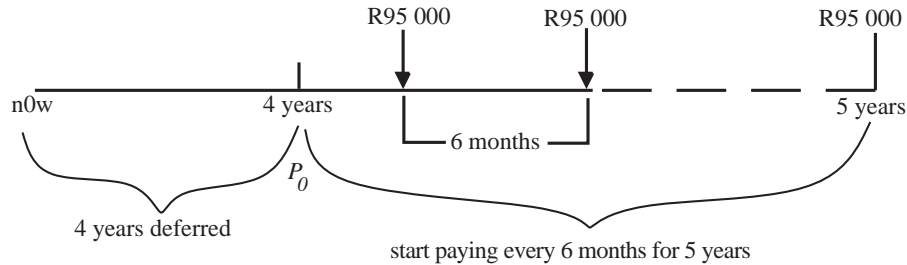 R95 000 R95 000 R95 000
n0w 4 years 5 years
6 months
P0
4 years deferred
start paying every 6 months for 5 years